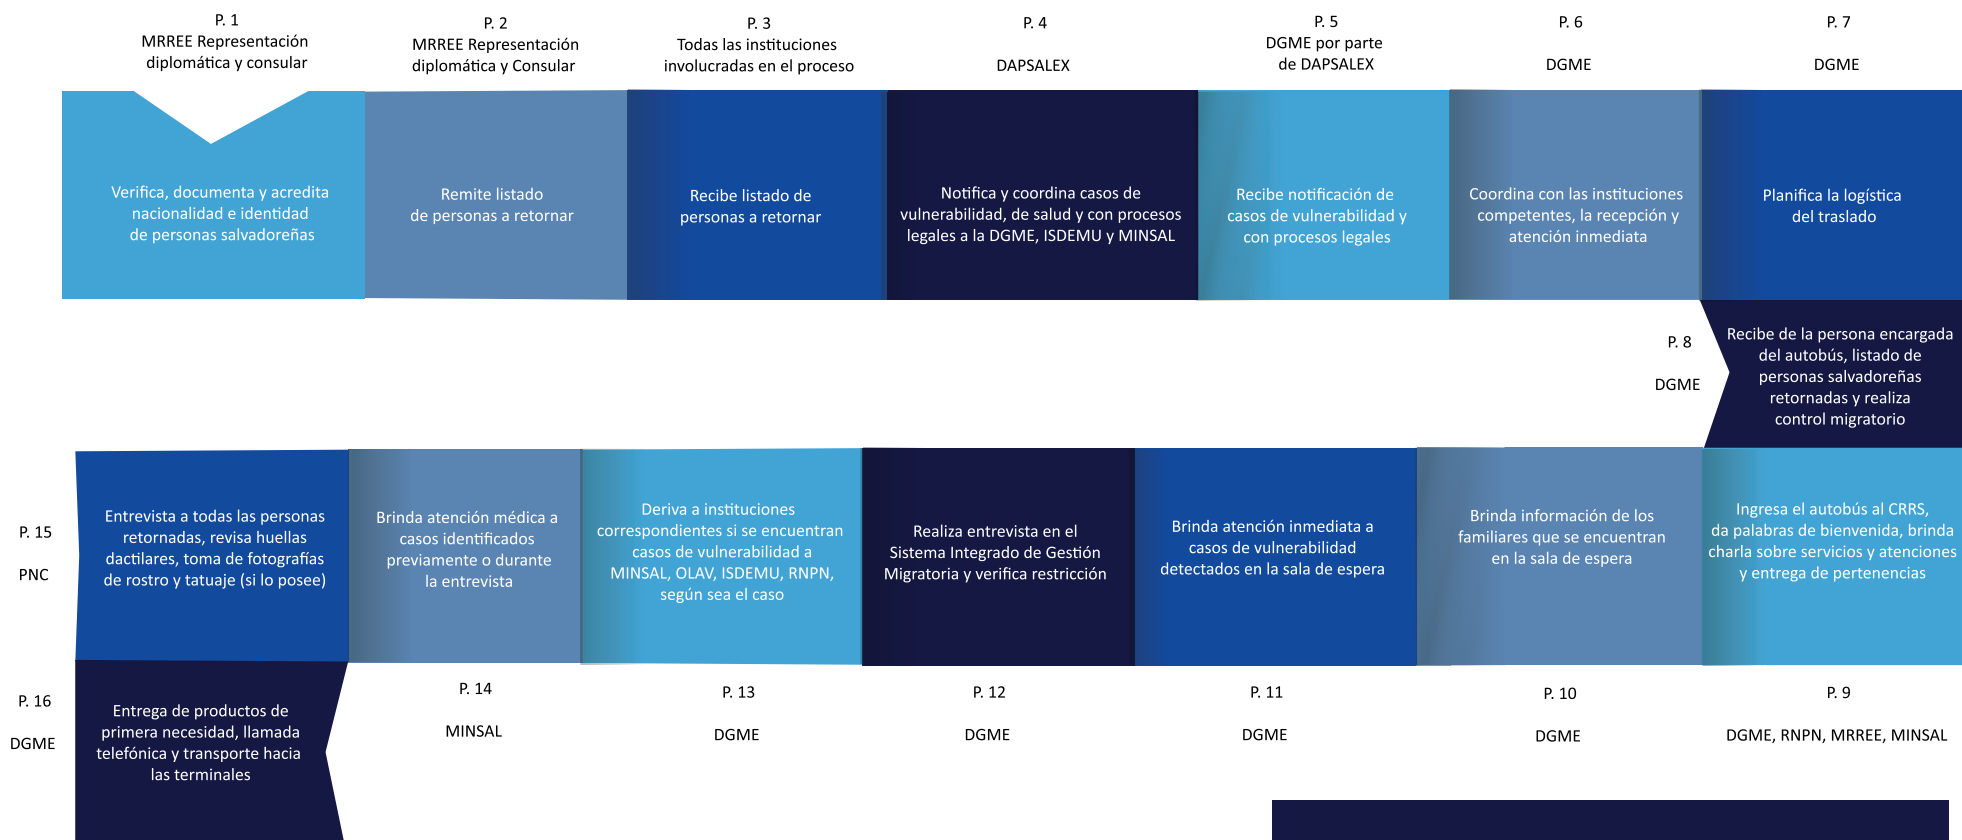 P. 1
MRREE Representación
diplomática y consular
P. 2
MRREE Representación
diplomática y Consular
P. 3
Todas las instituciones
involucradas en el proceso
P. 4
DAPSALEX
P. 5
DGME por parte
de DAPSALEX
P. 6
DGME
P. 7
DGME
Verifica, documenta y acredita
nacionalidad e identidad
de personas salvadoreñas
Remite listado
de personas a retornar
Recibe listado de
personas a retornar
Notifica y coordina casos de
vulnerabilidad, de salud y con procesos
legales a la DGME, ISDEMU y MINSAL
Recibe notificación de
casos de vulnerabilidad y
con procesos legales
Coordina con las instituciones
competentes, la recepción y
atención inmediata
Planifica la logística
del traslado
P. 8
DGME
Recibe de la persona encargada
del autobús, listado de
personas salvadoreñas
retornadas y realiza
control migratorio
Ingresa el autobús al CRRS,
da palabras de bienvenida, brinda
charla sobre servicios y atenciones
y entrega de pertenencias
P. 9
DGME, RNPN, MRREE, MINSAL
Brinda información de los
familiares que se encuentran
en la sala de espera
P. 10
DGME
Brinda atención inmediata a
casos de vulnerabilidad
detectados en la sala de espera
P. 11
DGME
Realiza entrevista en el
Sistema Integrado de Gestión
Migratoria y verifica restricción
P. 12
DGME
Deriva a instituciones
correspondientes si se encuentran
casos de vulnerabilidad a
MINSAL, OLAV, ISDEMU, RNPN,
según sea el caso
P. 13
DGME
Brinda atención médica a
casos identificados
previamente o durante
la entrevista
P. 14
MINSAL
P. 15
PNC
Entrevista a todas las personas
retornadas, revisa huellas
dactilares, toma de fotografías
de rostro y tatuaje (si lo posee)
P. 16
DGME
Entrega de productos de
primera necesidad, llamada
telefónica y transporte hacia
las terminales